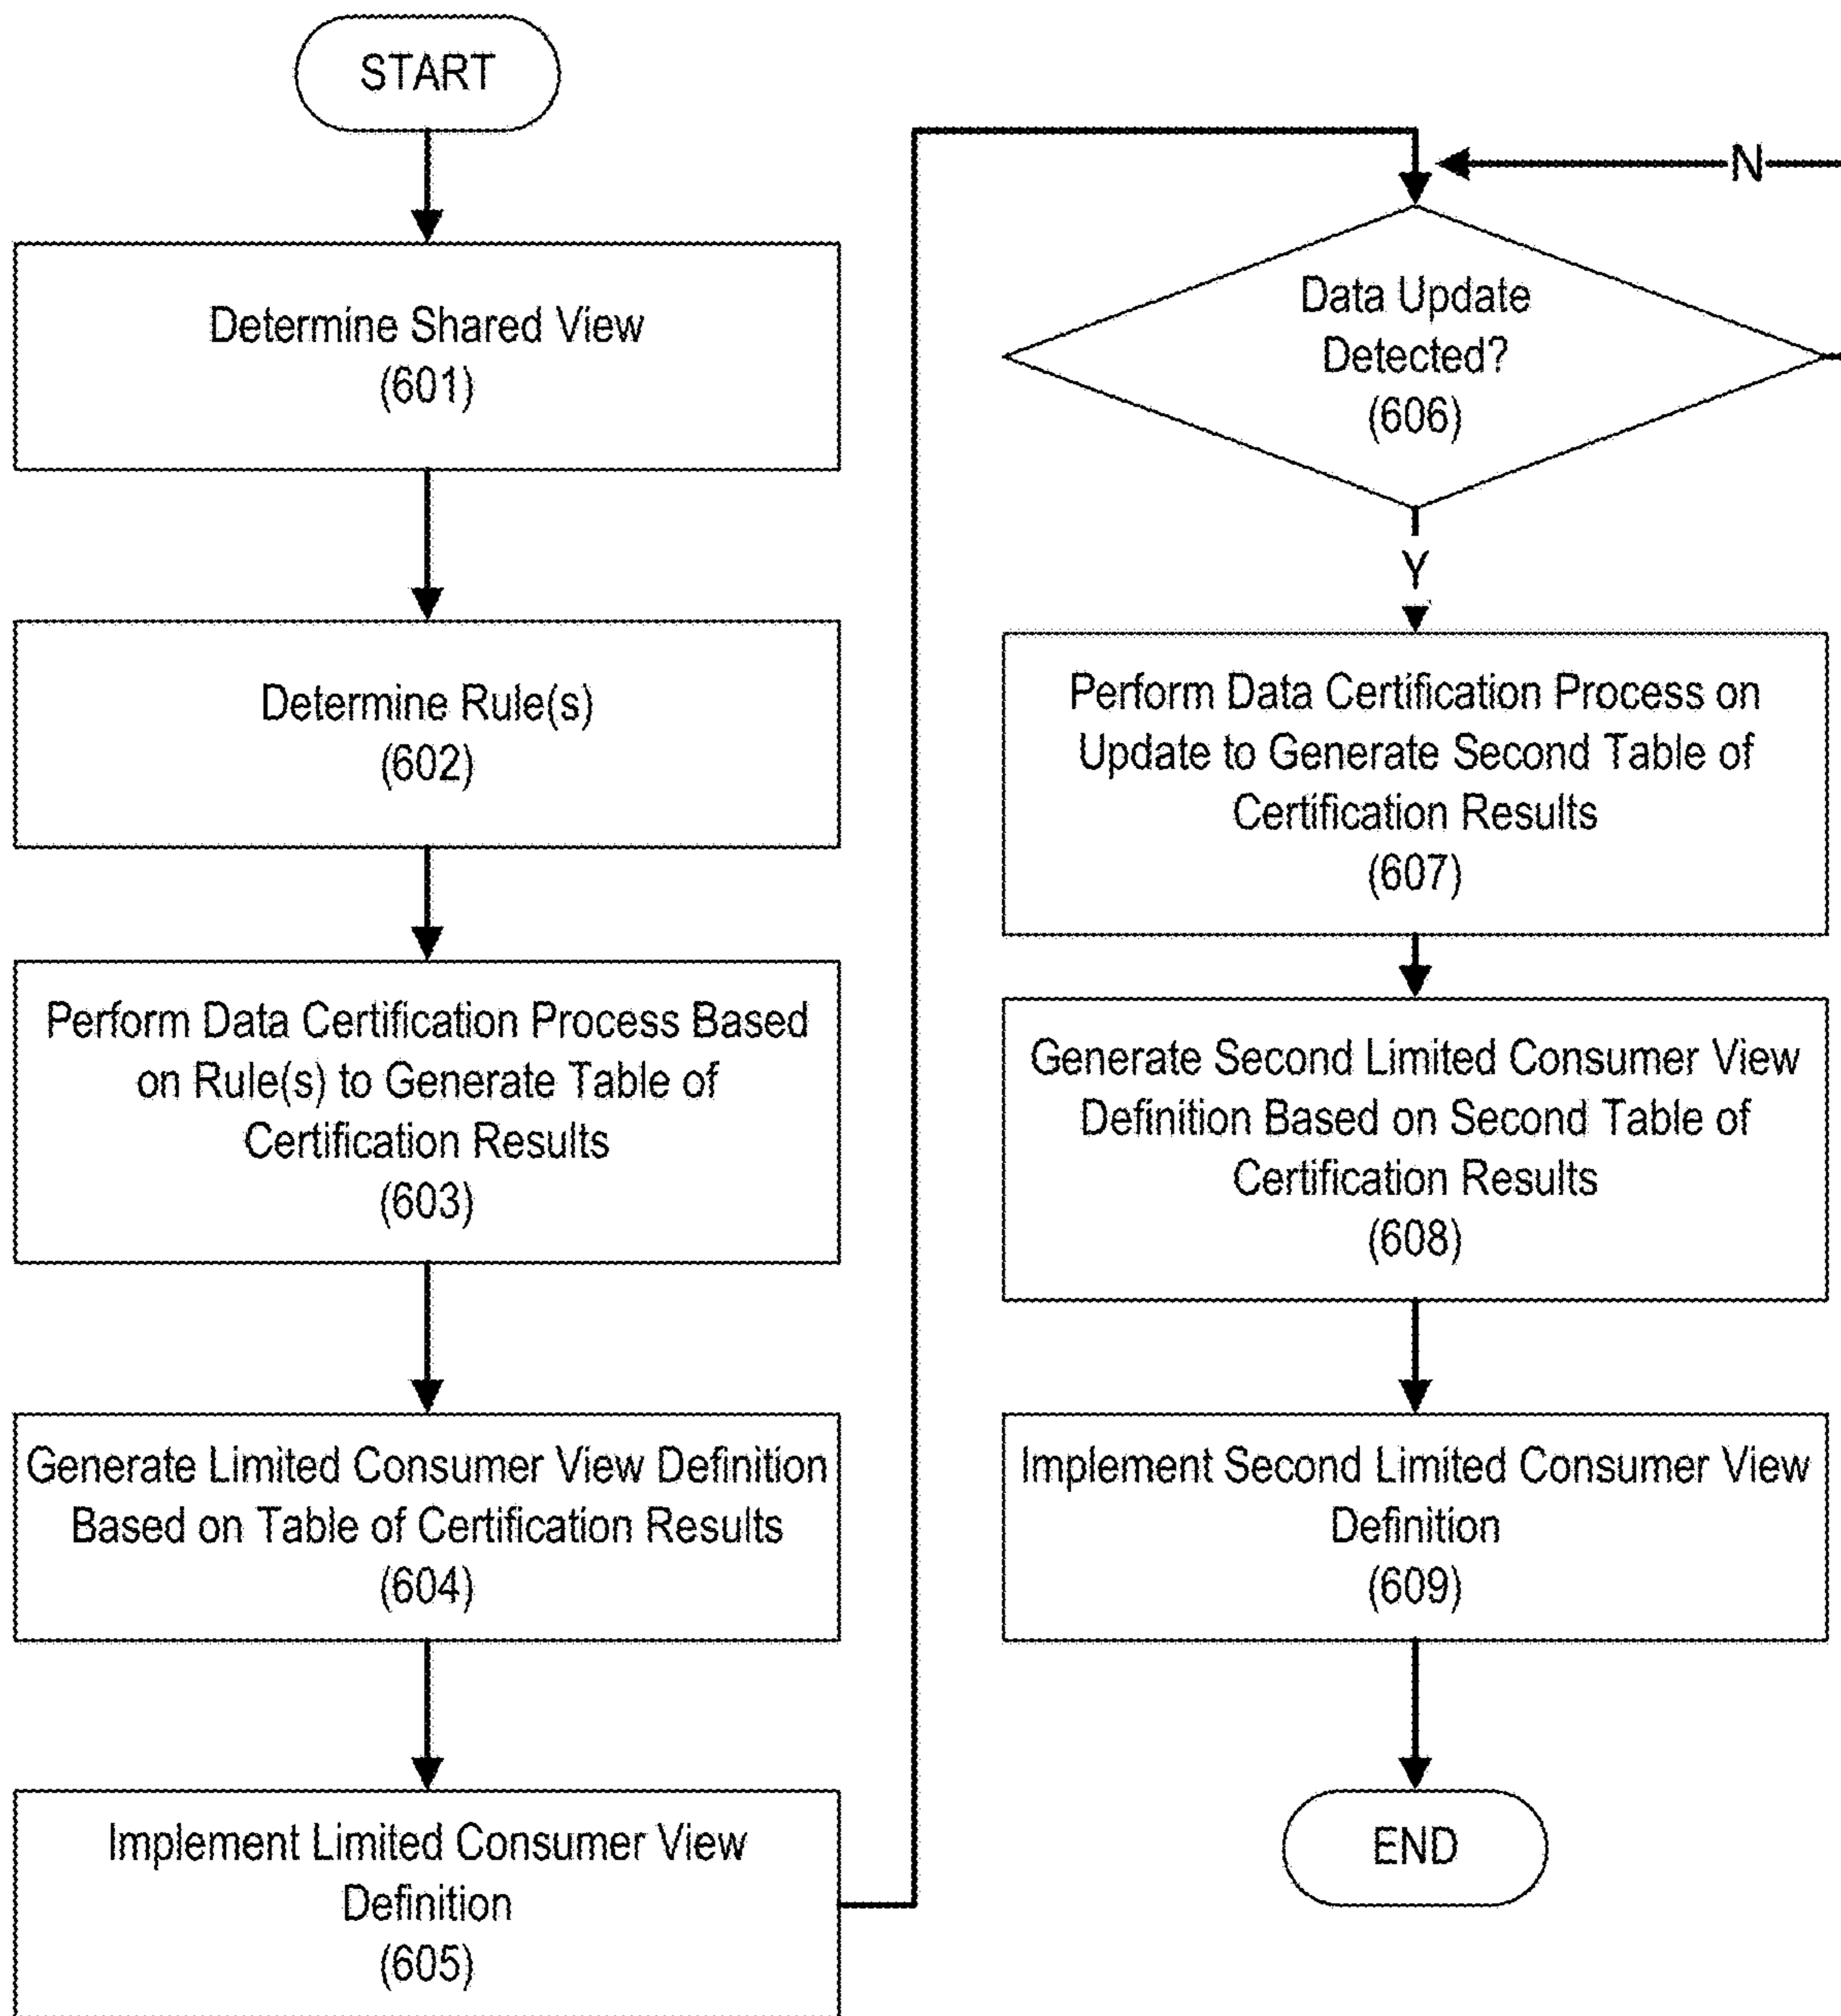 START
Determine Shared View
(601)
Determine Rule(s)
(602)
Perform Data Certification Process Based
on Rule(s) to Generate Table of
Certification Results
(603)
Generate Limited Consumer View Definition
Based on Table of Certification Results
(604)
Implement Limited Consumer View
Definition
(605)
N
Data Update
Detected?
(606)
Y
Perform Data Certification Process on
Update to Generate Second Table of
Certification Results
(607)
Generate Second Limited Consumer View
Definition Based on Second Table of
Certification Results
(608)
Implement Second Limited Consumer View
Definition
(609)
END